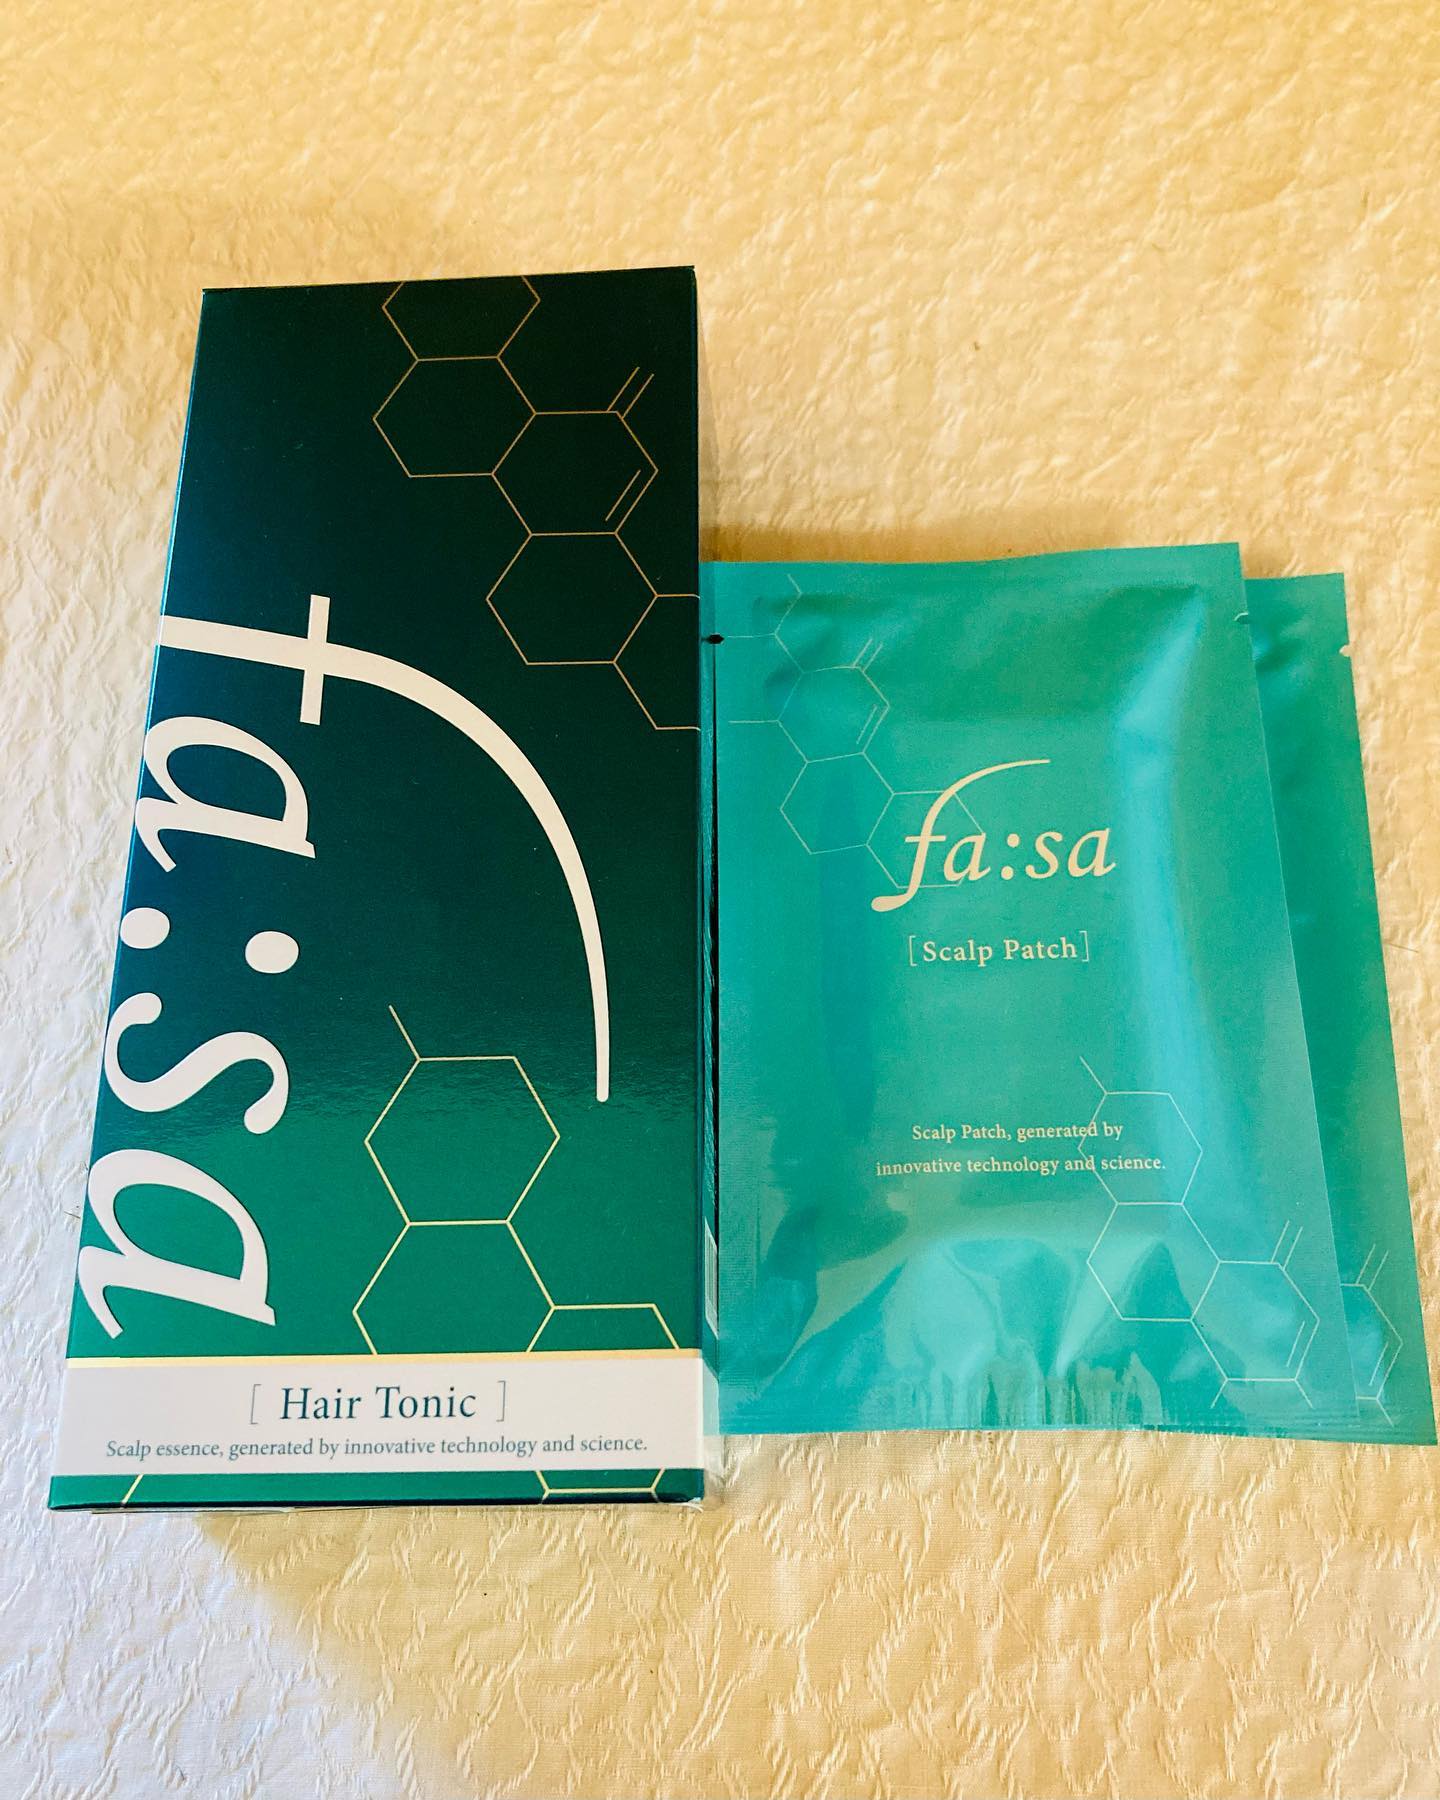 fa:sa
[ Hair Tonic ]
Scalp essence, generated by innovative technology and science.
fa:sa
[Scalp Patch]
Scalp Patch, generated by
innovative technology and science.